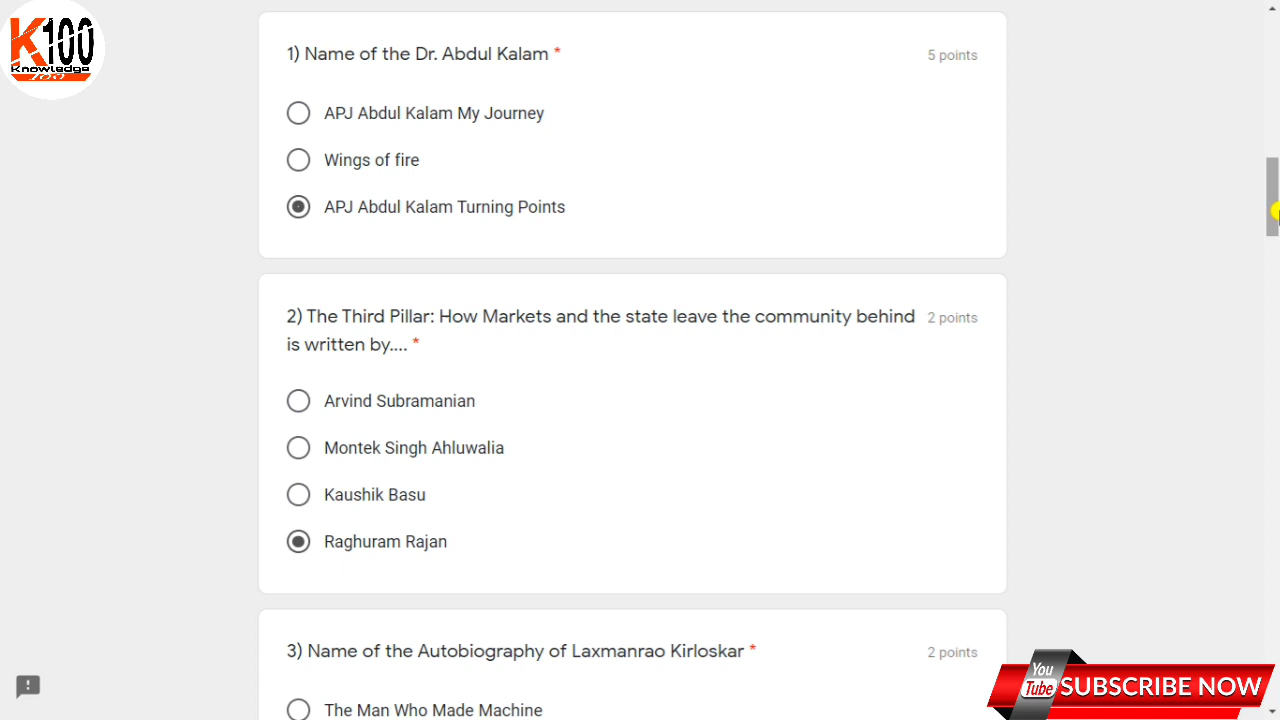 K100
Knowledge
1) Name of the Dr. Abdul Kalam *
5 points
APJ Abdul Kalam My Journey
Wings of fire
APJ Abdul Kalam Turning Points
2) The Third Pillar: How Markets and the state leave the community behind
is written by.... *
2 points
Arvind Subramanian
Montek Singh Ahluwalia
Kaushik Basu
Raghuram Rajan
3) Name of the Autobiography of Laxmanrao Kirloskar *
2 points
The Man Who Made Machine
You
Tube
SUBSCRIBE NOW